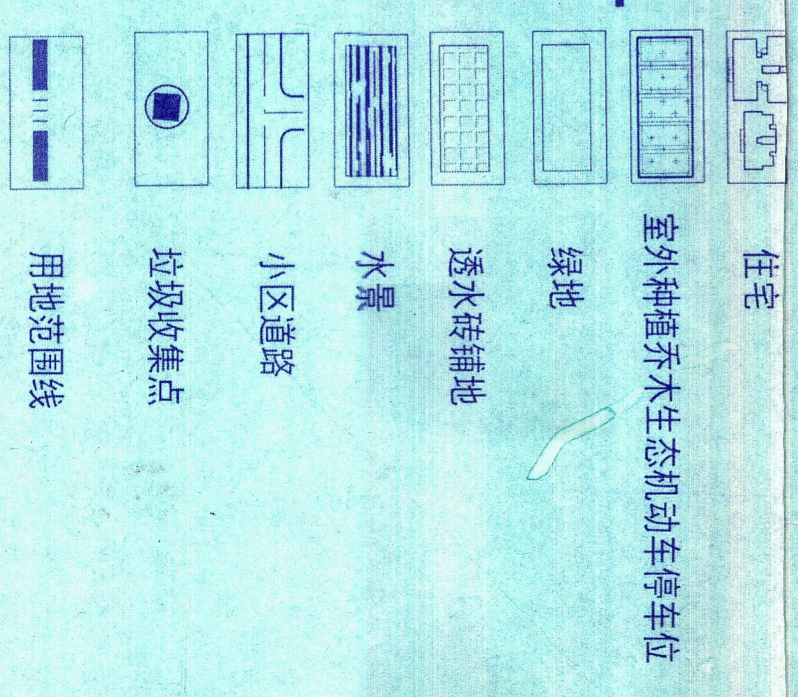 住宅
室外种植乔木生态机动车停车位
绿地
透水砖铺地
水景
小区道路
垃圾收集点
用地范围线